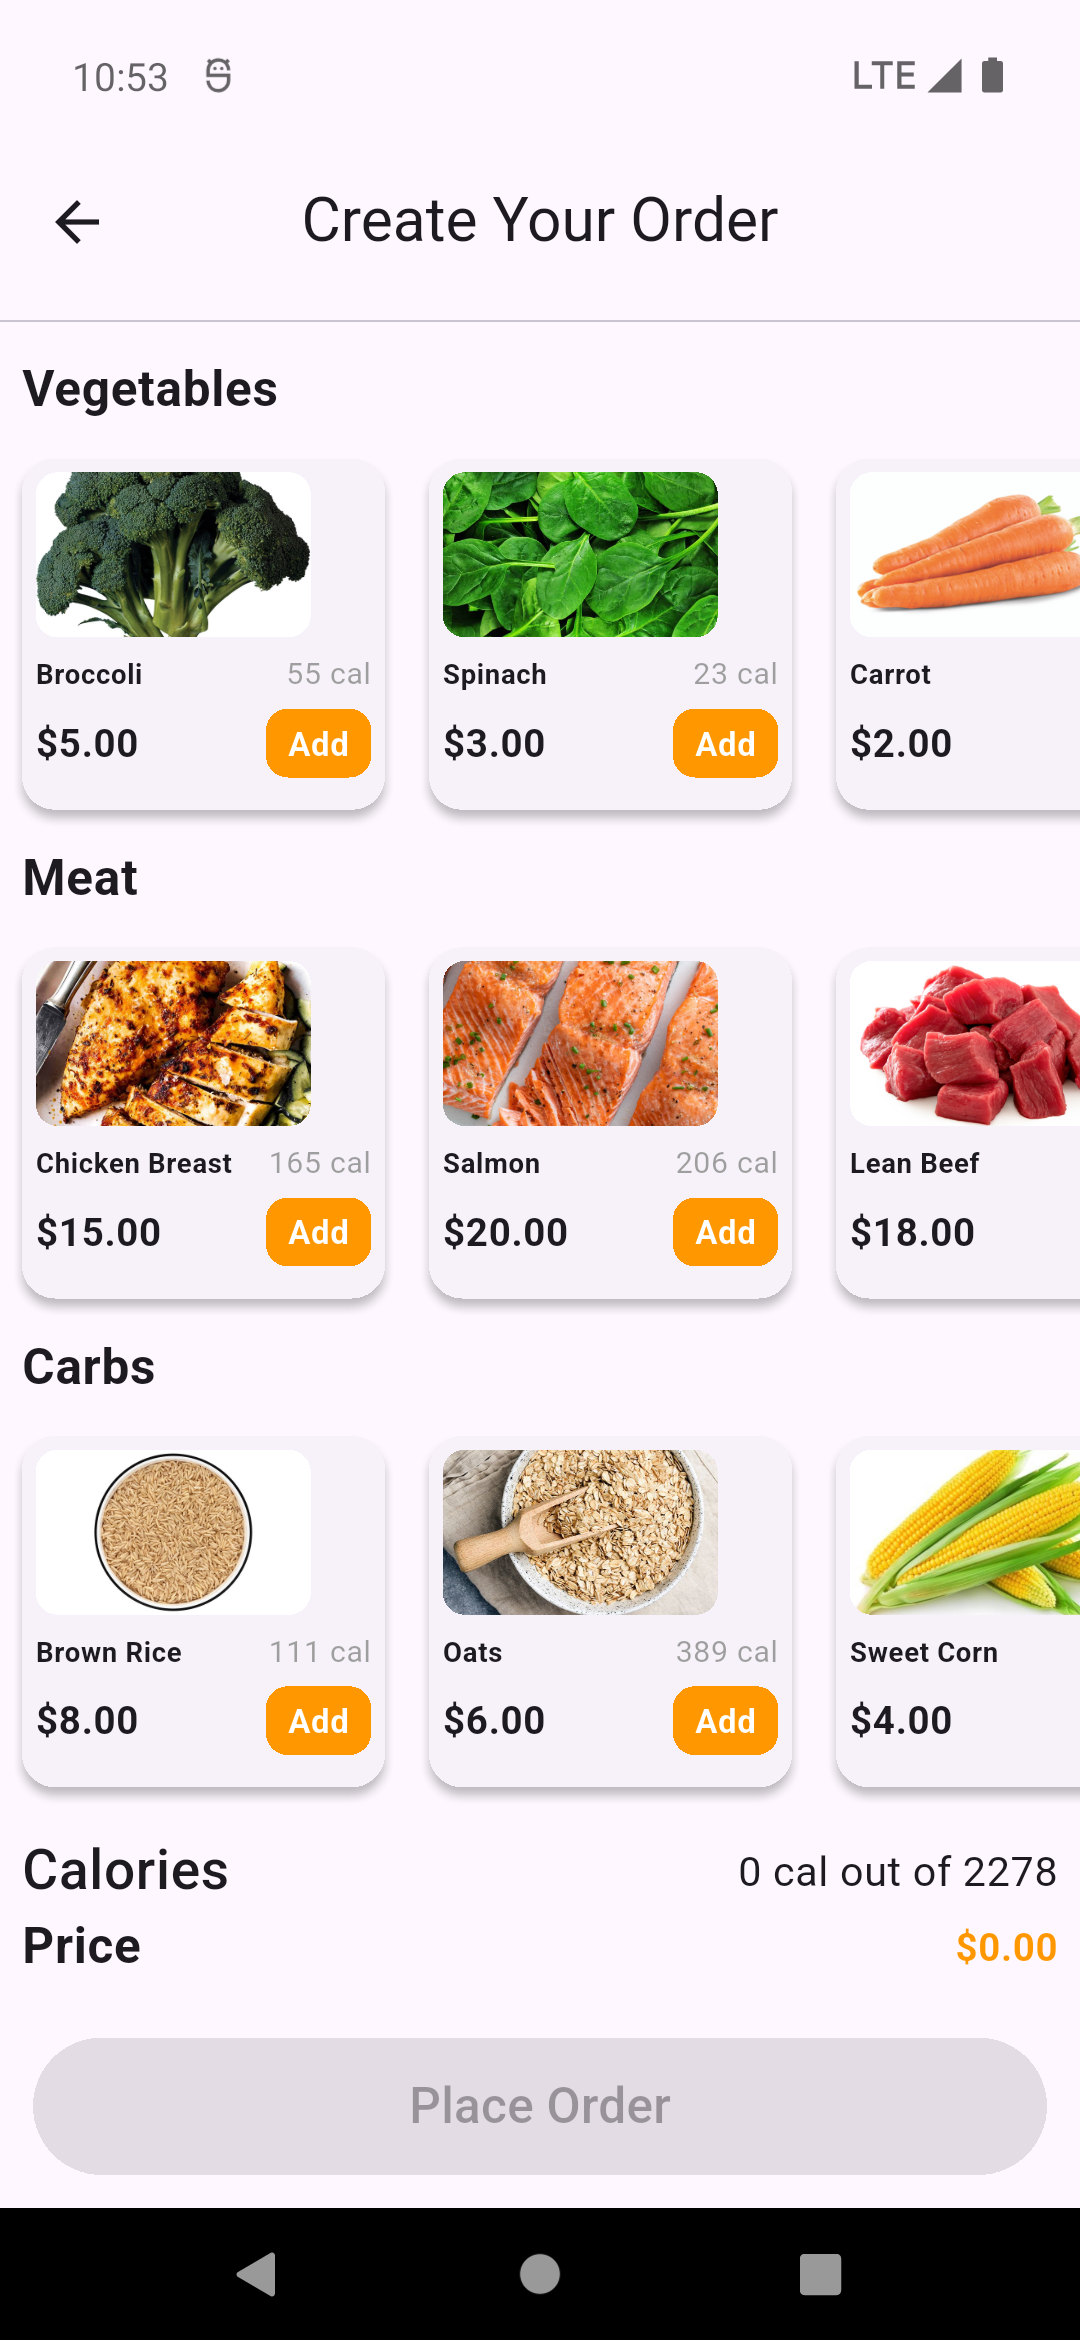 10:53 LTE
Create Your Order
Vegetables
Broccoli 55 cal
$5.00 Add
Spinach 23 cal
$3.00 Add
Carrot
$2.00
Meat
Chicken Breast 165 cal
$15.00 Add
Salmon 206 cal
$20.00 Add
Lean Beef
$18.00
Carbs
Brown Rice 111 cal
$8.00 Add
Oats 389 cal
$6.00 Add
Sweet Corn
$4.00
Calories 0 cal out of 2278
Price $0.00
Place Order